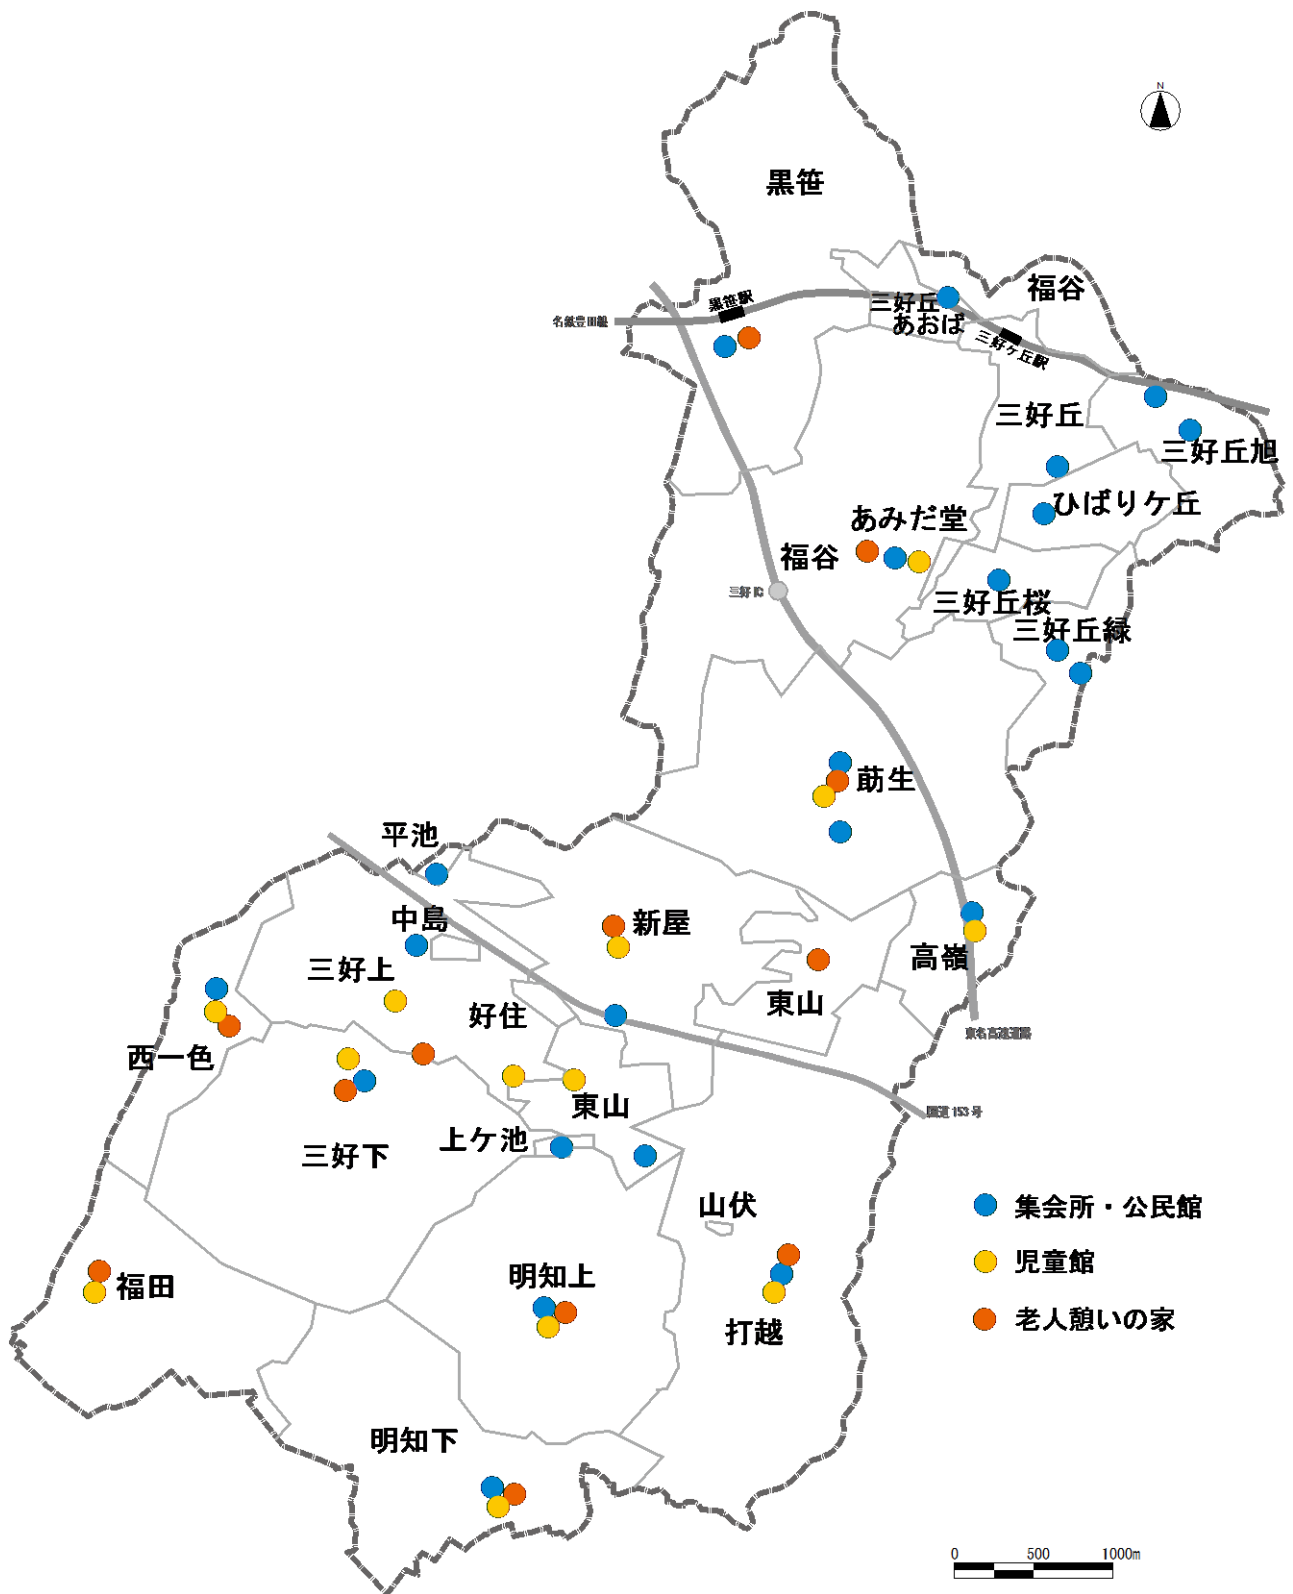 N
黒笹
福谷
黒笹駅
三好丘
あおば
名鉄豊田線
三好ケ丘駅
三好丘
三好丘旭
ひばりケ丘
あみだ堂
福谷
三好IC
三好丘桜
三好丘緑
莇生
平池
中島
新屋
高嶺
三好上
東山
好住
東名高速道路
西一色
東山
国道153号
上ケ池
三好下
山伏
集会所・公民館
児童館
明知上
福田
老人憩いの家
打越
明知下
0 500 1000m